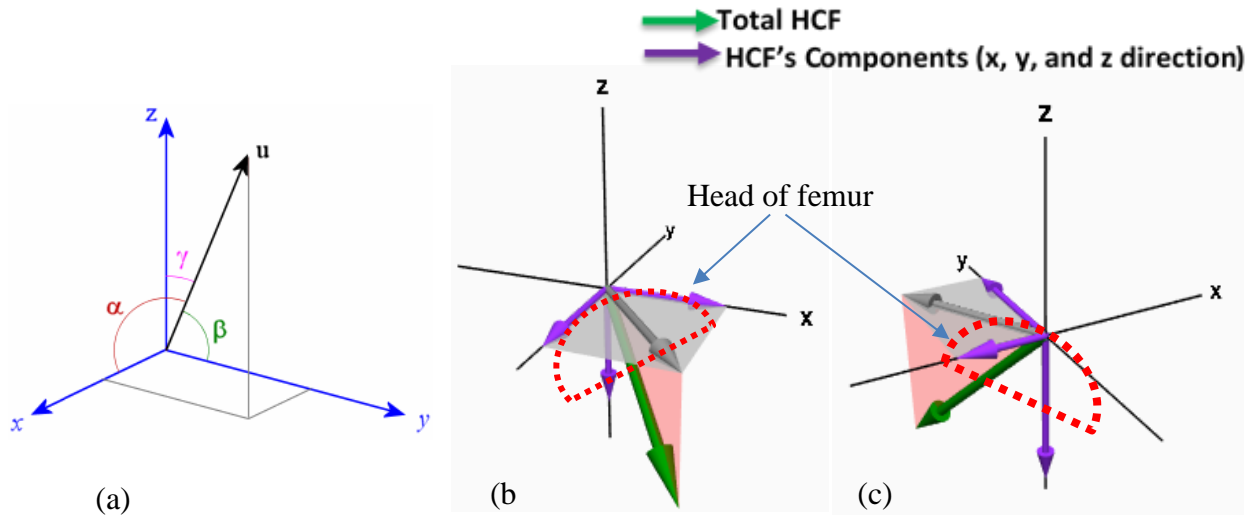 Total HCF
HCF's Components (x, y, and z direction)
z
u
γ
α
β
x
y
(a)
z
y
x
(b
Head of femur
z
y
x
(c)